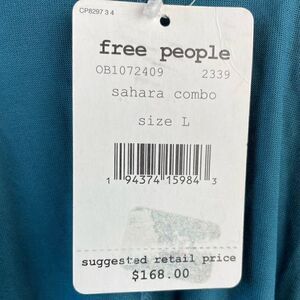 CP8297 3 4
free people
OB1072409 2339
sahara combo
size L
1 94374 15984 3
suggested retail price
$168.00